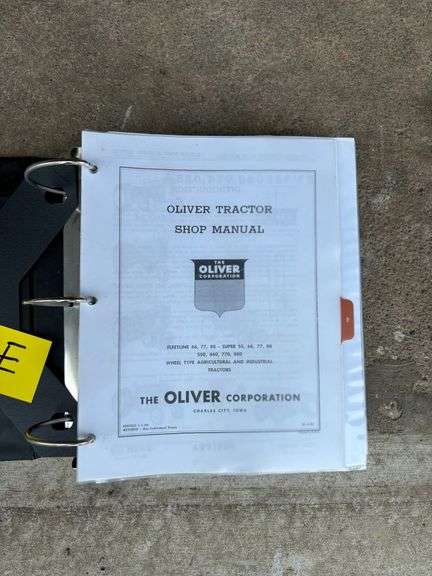 OLIVER TRACTOR
SHOP MANUAL
THE
OLIVER
CORPORATION
FLEETLINE 66, 77, 88 - SUPER 55, 66, 77, 88
550, 660, 770, 880
WHEEL TYPE AGRICULTURAL AND INDUSTRIAL
TRACTORS
THE OLIVER CORPORATION
CHARLES CITY, IOWA
E